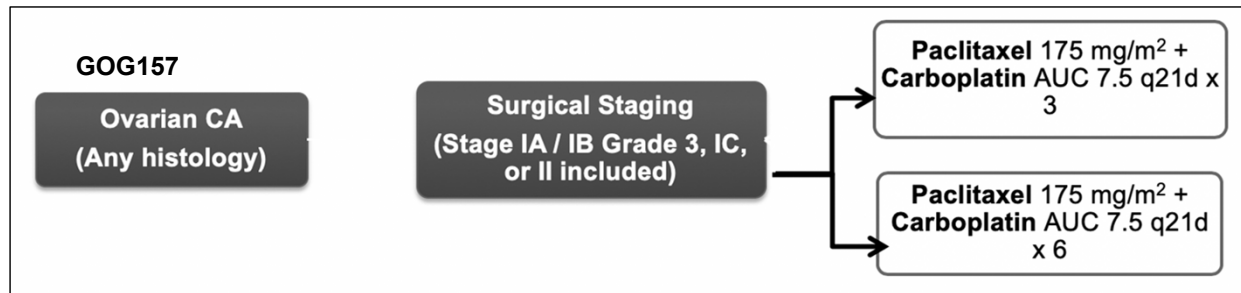 GOG157
Ovarian CA
(Any histology)
Surgical Staging
(Stage IA / IB Grade 3, IC,
or II included)
Paclitaxel 175 mg/m² +
Carboplatin AUC 7.5 q21d x
3
Paclitaxel 175 mg/m² +
Carboplatin AUC 7.5 q21d
x 6